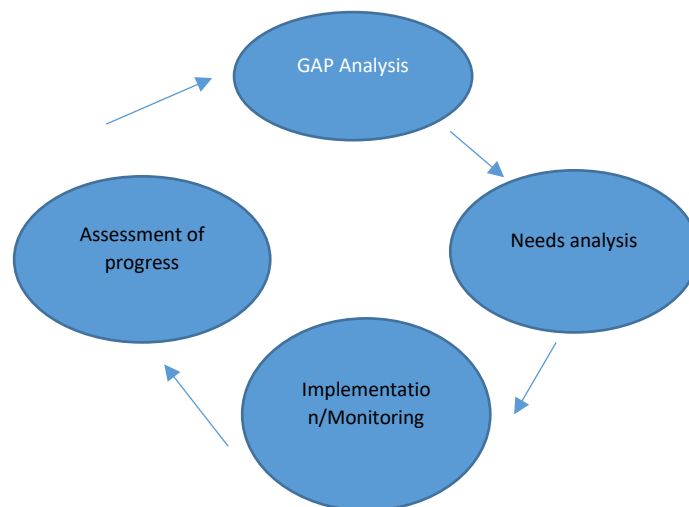 GAP Analysis
Needs analysis
Implementatio
n/Monitoring
Assessment of
progress